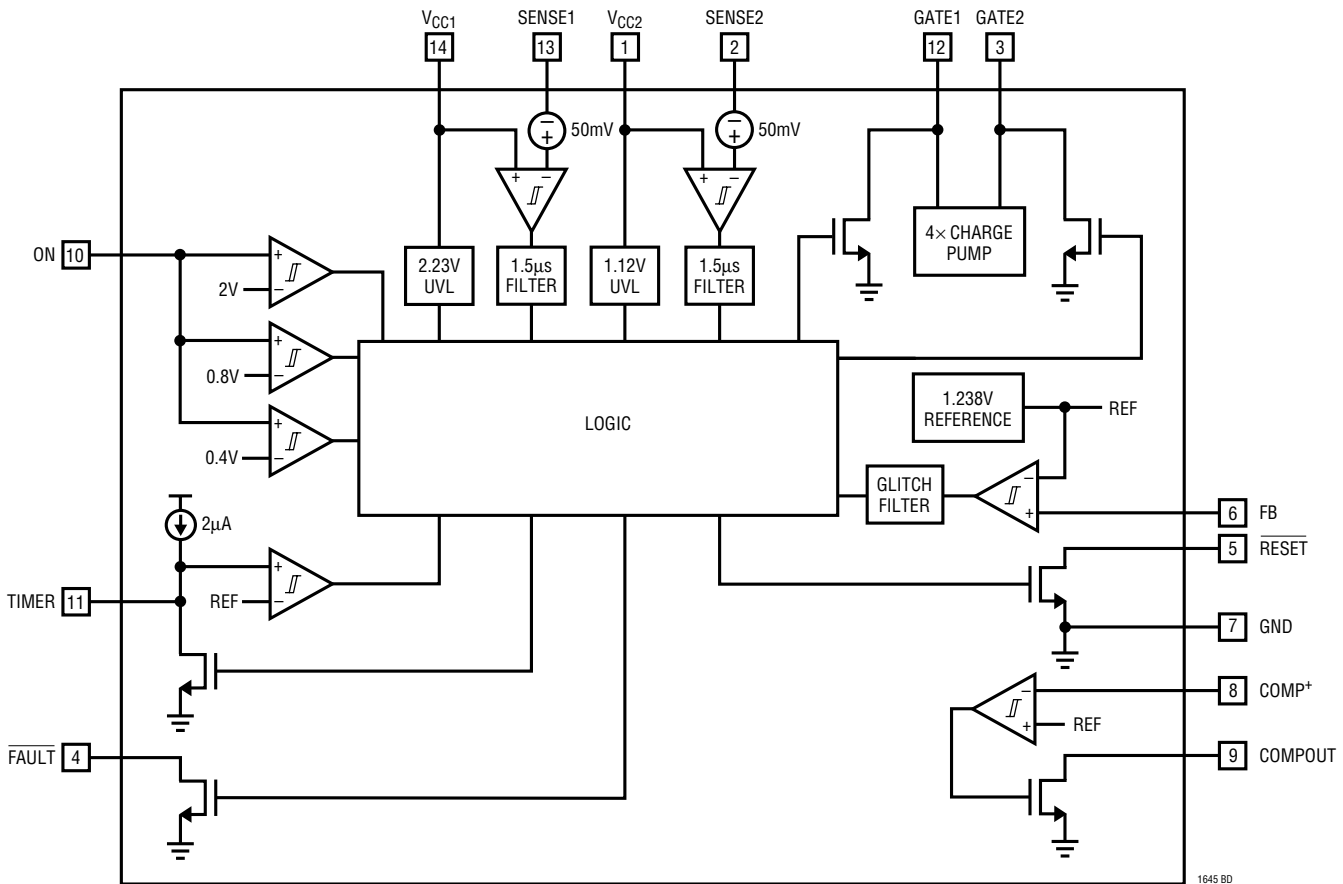 VCC1 SENSE1 VCC2 SENSE2 GATE1 GATE2
14 13 1 2 12 3
− + 50mV − + 50mV
+ − + −
ON 10
+ − 2V
2.23V UVL
1.5µs FILTER
1.12V UVL
1.5µs FILTER
4× CHARGE PUMP
+ − 0.8V
+ − 0.4V
LOGIC
1.238V REFERENCE
REF
GLITCH FILTER
− +
6 FB
5 RESET
2µA
+ −
TIMER 11
REF
7 GND
8 COMP+
− +
REF
FAULT 4
9 COMPOUT
1645 BD